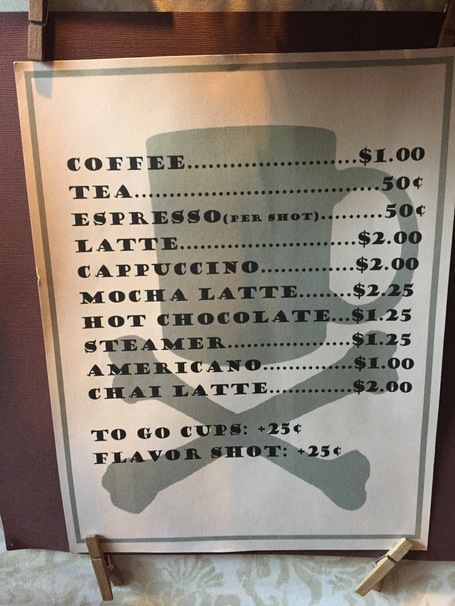 COFFEE....................$1.00
TEA.............................50¢
ESPRESSO(PER SHOT)..........50¢
LATTE.....................$2.00
CAPPUCCINO.............$2.00
MOCHA LATTE.......$2.25
HOT CHOCOLATE...$1.25
STEAMER...............$1.25
AMERICANO...........$1.00
CHAI LATTE..........$2.00
TO GO CUPS: +25¢
FLAVOR SHOT: +25¢